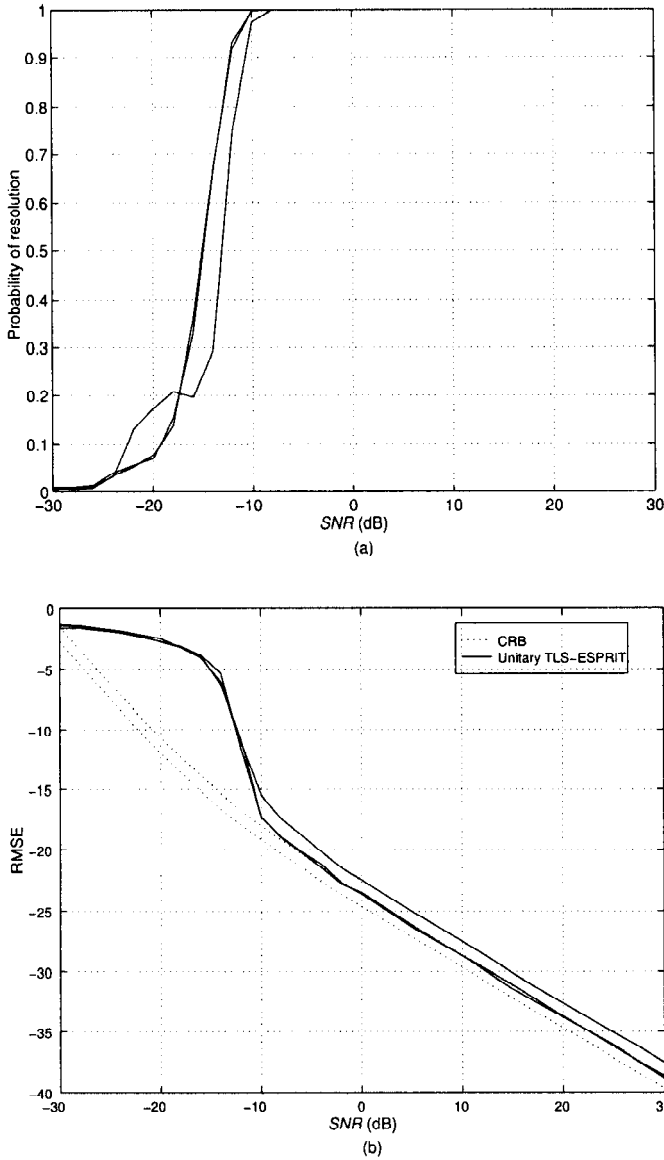 1
0.9
0.8
0.7
0.6
0.5
0.4
0.3
0.2
0.1
0
Probability of resolution
−30 −20 −10 0 10 20 30
SNR (dB)
(a)
0
−5
−10
−15
−20
−25
−30
−35
−40
RMSE
CRB
Unitary TLS−ESPRIT
−30 −20 −10 0 10 20 3
SNR (dB)
(b)